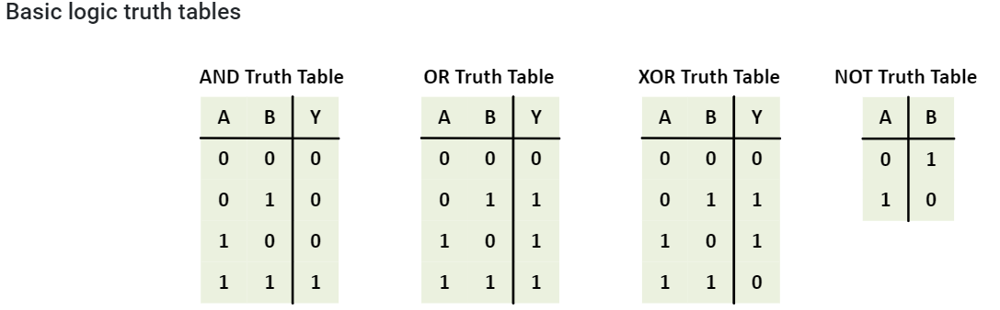 Basic logic truth tables
AND Truth Table OR Truth Table XOR Truth Table NOT Truth Table
A B Y A B Y A B Y A B
0 0 0 0 0 0 0 0 0 0 1
0 1 0 0 1 1 0 1 1 1 0
1 0 0 1 0 1 1 0 1
1 1 1 1 1 1 1 1 0